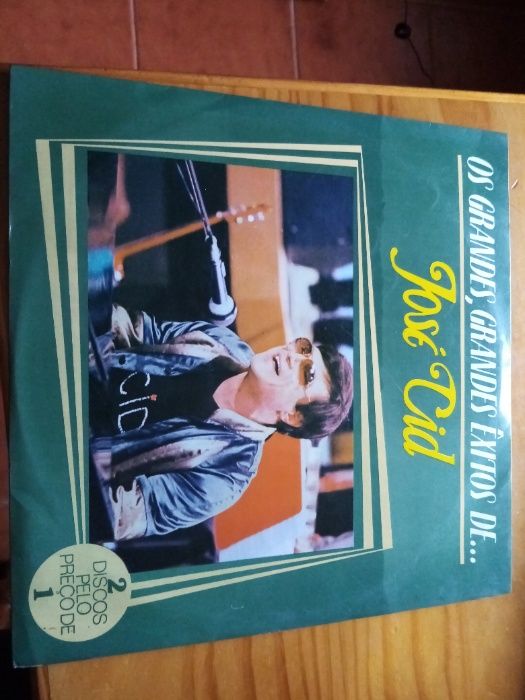 OS GRANDES, GRANDES ÊXITOS DE...
José Cid
CID
2
DISCOS
PELO
PREÇO DE
1